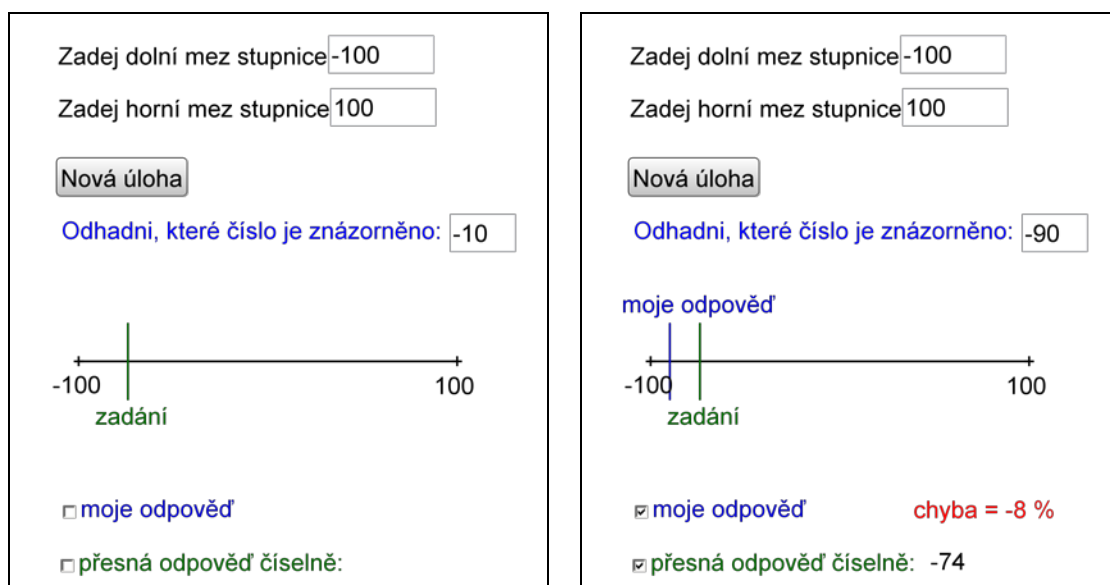 Zadej dolní mez stupnice -100
Zadej horní mez stupnice 100
Nová úloha
Odhadni, které číslo je znázorněno: -10
-100
100
zadání
moje odpověď
přesná odpověď číselně:
Zadej dolní mez stupnice -100
Zadej horní mez stupnice 100
Nová úloha
Odhadni, které číslo je znázorněno: -90
moje odpověď
-100
100
zadání
moje odpověď chyba = -8 %
přesná odpověď číselně: -74